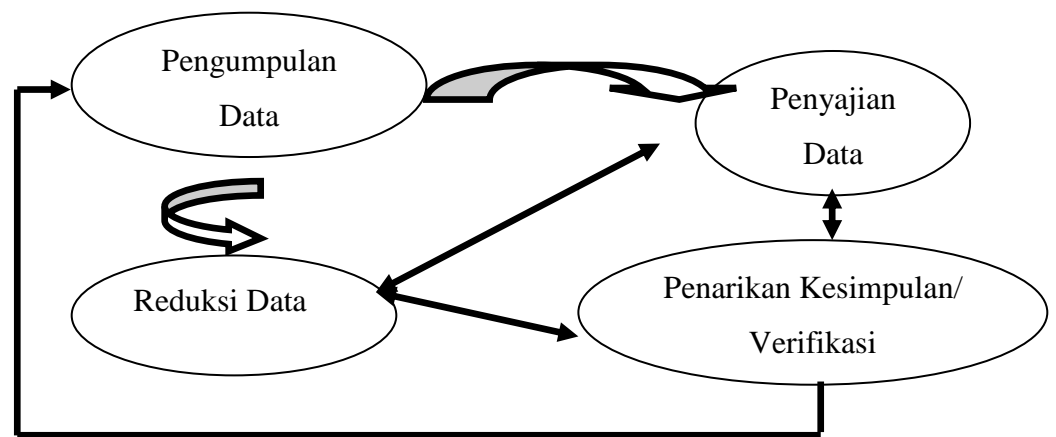 Pengumpulan
Data
Penyajian
Data
Reduksi Data
Penarikan Kesimpulan/
Verifikasi